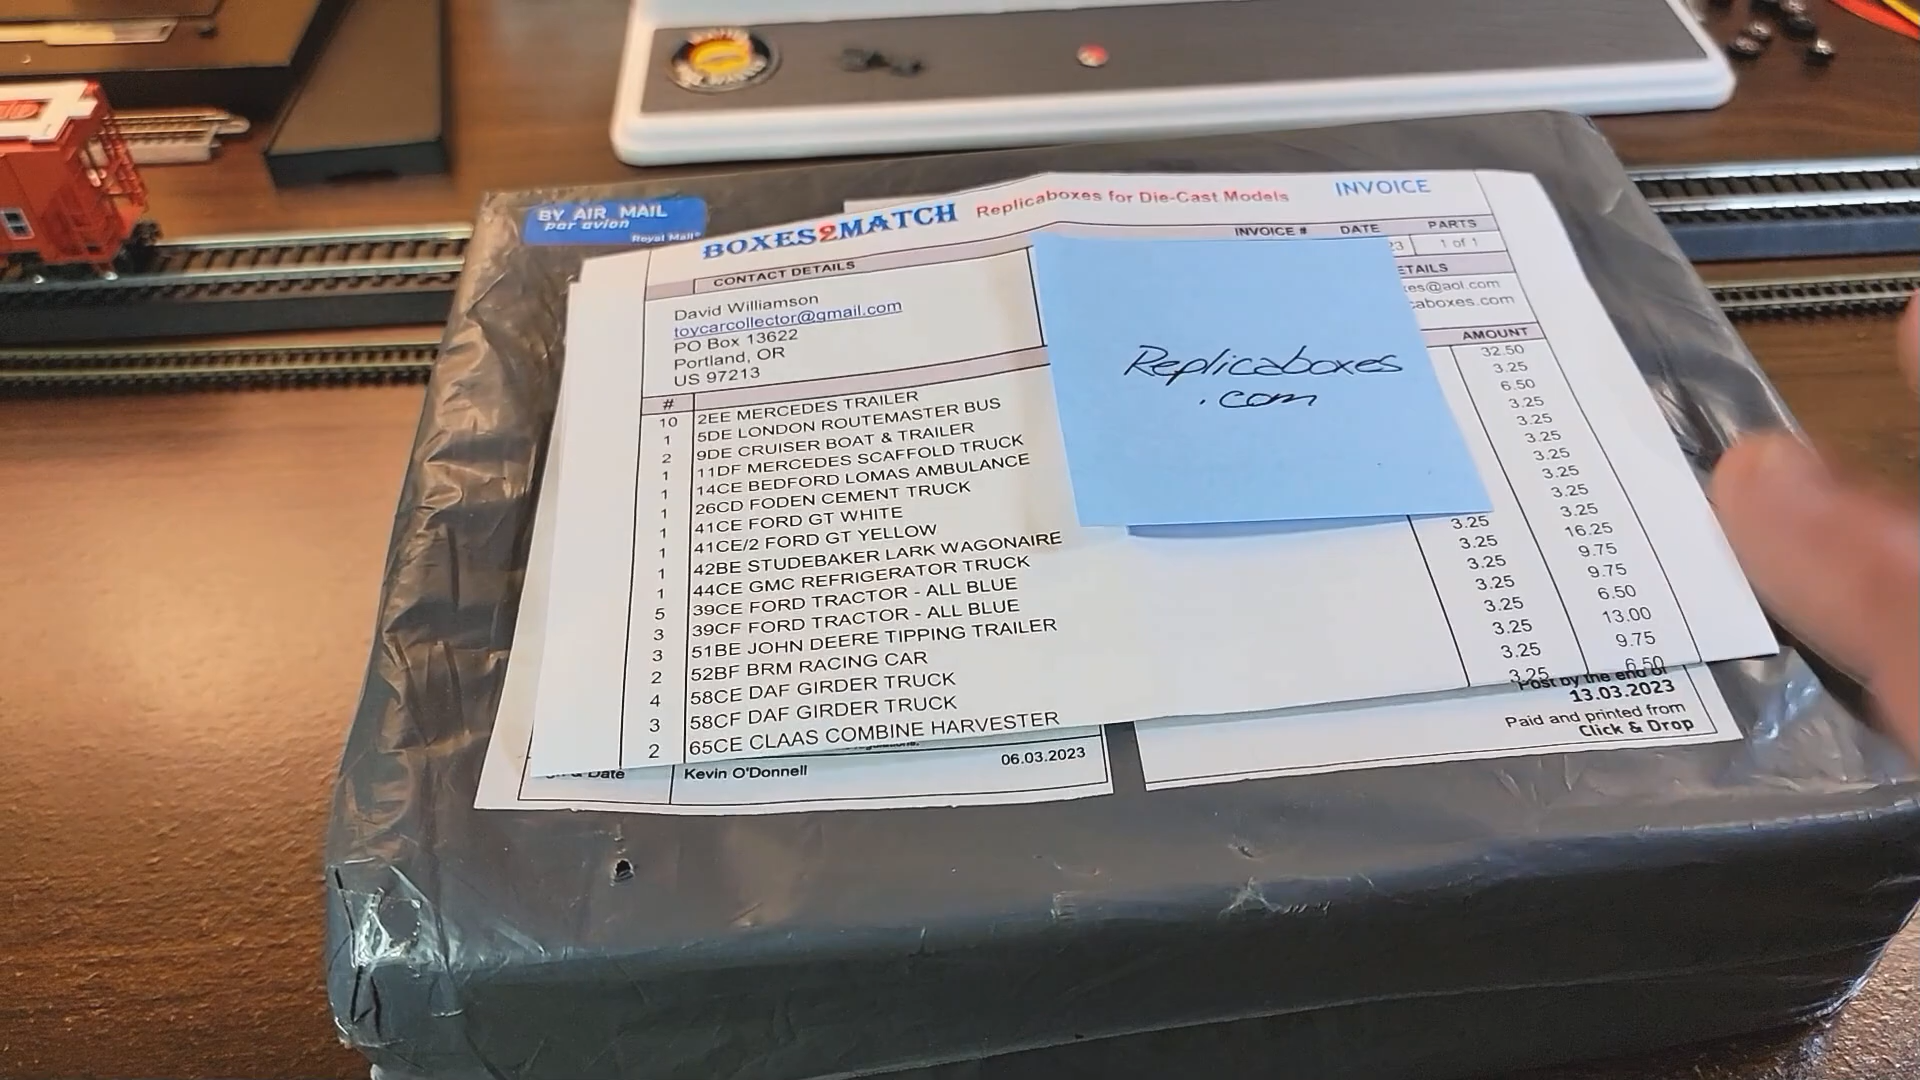 BY AIR MAIL
par avion
Royal Mail®
BOXES2MATCH Replicaboxes for Die-Cast Models INVOICE
INVOICE # DATE PARTS
23 1 of 1
CONTACT DETAILS
ETAILS
David Williamson
toycarcollector@gmail.com
PO Box 13622
Portland, OR
US 97213
es@aol.com
caboxes.com
Replicaboxes
.com
# AMOUNT
10 2EE MERCEDES TRAILER 32.50
1 5DE LONDON ROUTEMASTER BUS 3.25
2 9DE CRUISER BOAT & TRAILER 6.50
1 11DF MERCEDES SCAFFOLD TRUCK 3.25
1 14CE BEDFORD LOMAS AMBULANCE 3.25
1 26CD FODEN CEMENT TRUCK 3.25
1 41CE FORD GT WHITE 3.25
1 41CE/2 FORD GT YELLOW 3.25
1 42BE STUDEBAKER LARK WAGONAIRE 3.25
1 44CE GMC REFRIGERATOR TRUCK 3.25 3.25
5 39CE FORD TRACTOR - ALL BLUE 3.25 16.25
3 39CF FORD TRACTOR - ALL BLUE 3.25 9.75
3 51BE JOHN DEERE TIPPING TRAILER 3.25 9.75
2 52BF BRM RACING CAR 3.25 6.50
4 58CE DAF GIRDER TRUCK 3.25 13.00
3 58CF DAF GIRDER TRUCK 3.25 9.75
2 65CE CLAAS COMBINE HARVESTER 3.25 6.50
& Date Kevin O'Donnell 06.03.2023
Post by the end of
13.03.2023
Paid and printed from
Click & Drop